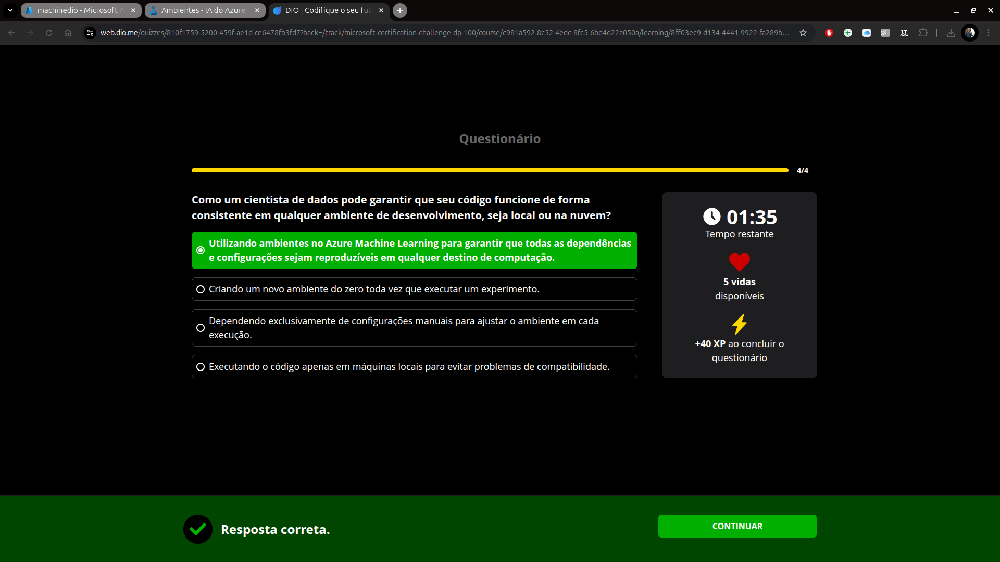 machinedio - Microsoft A
Ambientes - IA do Azure
DIO | Codifique o seu fut
web.dio.me/quizzes/810f1759-5200-459f-ae1d-ce6478fb3fd7?back=/track/microsoft-certification-challenge-dp-100/course/c981a592-8c52-4edc-8fc5-6bd4d22a050a/learning/8ff03ec9-d134-4441-9922-fa289b...
Questionário
4/4
Como um cientista de dados pode garantir que seu código funcione de forma
consistente em qualquer ambiente de desenvolvimento, seja local ou na nuvem?
Utilizando ambientes no Azure Machine Learning para garantir que todas as dependências
e configurações sejam reproduzíveis em qualquer destino de computação.
Criando um novo ambiente do zero toda vez que executar um experimento.
Dependendo exclusivamente de configurações manuais para ajustar o ambiente em cada
execução.
Executando o código apenas em máquinas locais para evitar problemas de compatibilidade.
01:35
Tempo restante
5 vidas
disponíveis
+40 XP ao concluir o
questionário
Resposta correta.
CONTINUAR